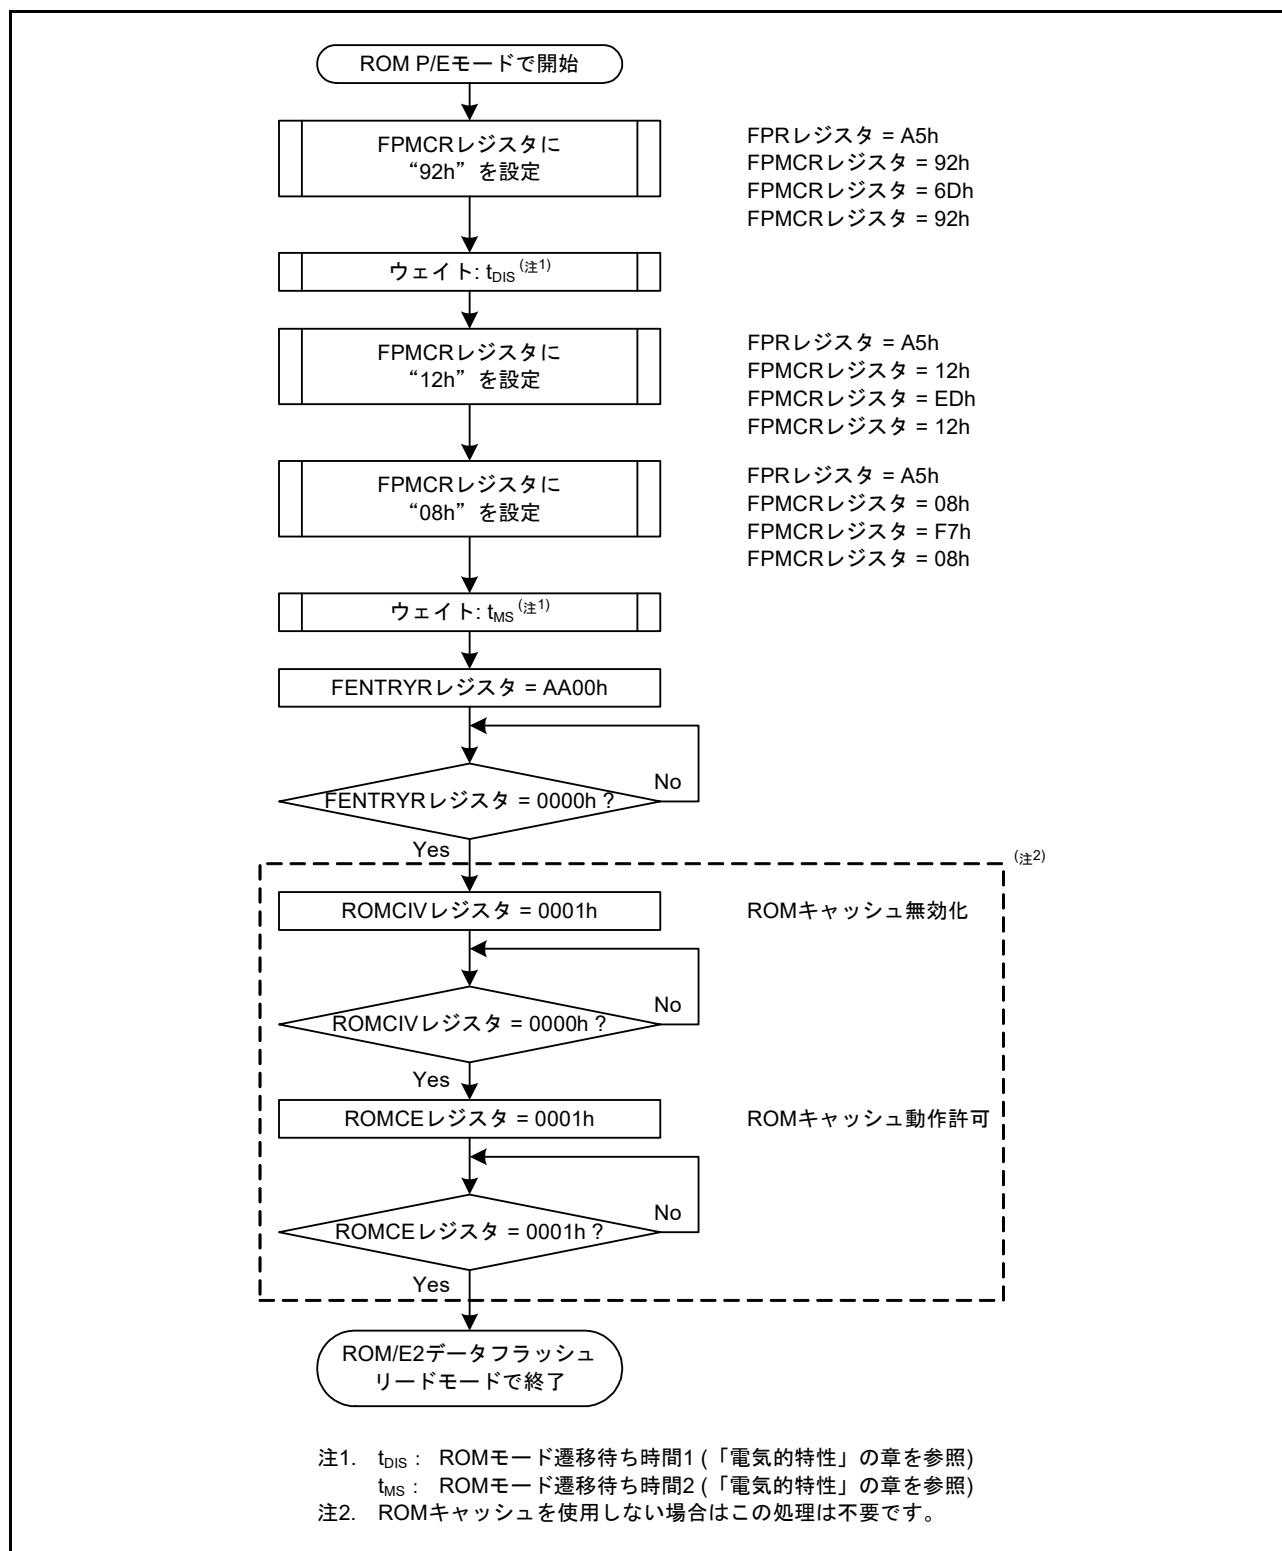 ROM P/Eモードで開始
FPMCRレジスタに
“92h”を設定
FPRレジスタ = A5h
FPMCRレジスタ = 92h
FPMCRレジスタ = 6Dh
FPMCRレジスタ = 92h
ウェイト: tDIS (注1)
FPMCRレジスタに
“12h”を設定
FPRレジスタ = A5h
FPMCRレジスタ = 12h
FPMCRレジスタ = EDh
FPMCRレジスタ = 12h
FPMCRレジスタに
“08h”を設定
FPRレジスタ = A5h
FPMCRレジスタ = 08h
FPMCRレジスタ = F7h
FPMCRレジスタ = 08h
ウェイト: tMS (注1)
FENTRYRレジスタ = AA00h
No
FENTRYRレジスタ = 0000h ?
Yes
(注2)
ROMCIVレジスタ = 0001h
ROMキャッシュ無効化
No
ROMCIVレジスタ = 0000h ?
Yes
ROMCEレジスタ = 0001h
ROMキャッシュ動作許可
No
ROMCEレジスタ = 0001h ?
Yes
ROM/E2データフラッシュ
リードモードで終了
注1. tDIS : ROMモード遷移待ち時間1 (「電気的特性」の章を参照)
tMS : ROMモード遷移待ち時間2 (「電気的特性」の章を参照)
注2. ROMキャッシュを使用しない場合はこの処理は不要です。